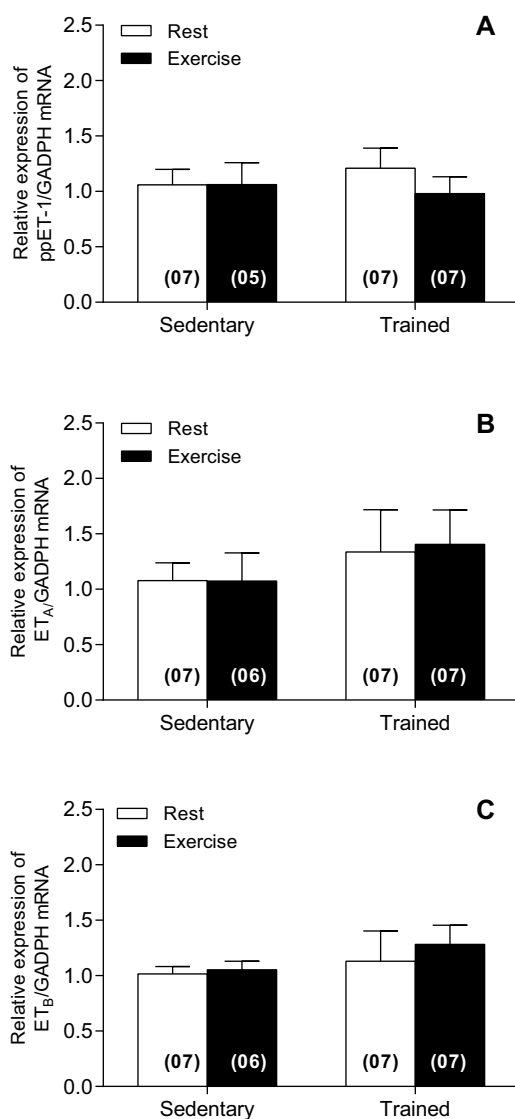 A
Rest
Exercise
Relative expression of
ppET-1/GADPH mRNA
2.5
2.0
1.5
1.0
0.5
0.0
(07) (05) (07) (07)
Sedentary Trained
B
Rest
Exercise
Relative expression of
ET_A/GADPH mRNA
2.5
2.0
1.5
1.0
0.5
0.0
(07) (06) (07) (07)
Sedentary Trained
C
Rest
Exercise
Relative expression of
ET_B/GADPH mRNA
2.5
2.0
1.5
1.0
0.5
0.0
(07) (06) (07) (07)
Sedentary Trained